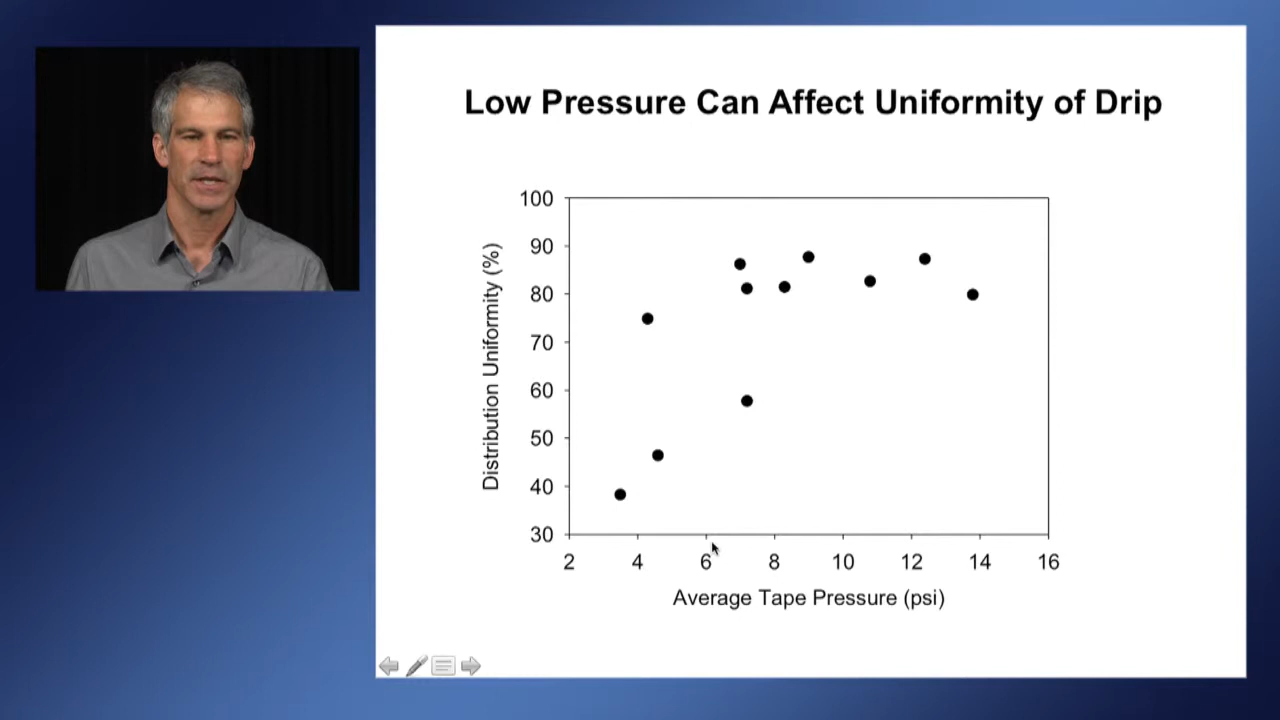 Low Pressure Can Affect Uniformity of Drip
Distribution Uniformity (%)
100
90
80
70
60
50
40
30
2 4 6 8 10 12 14 16
Average Tape Pressure (psi)